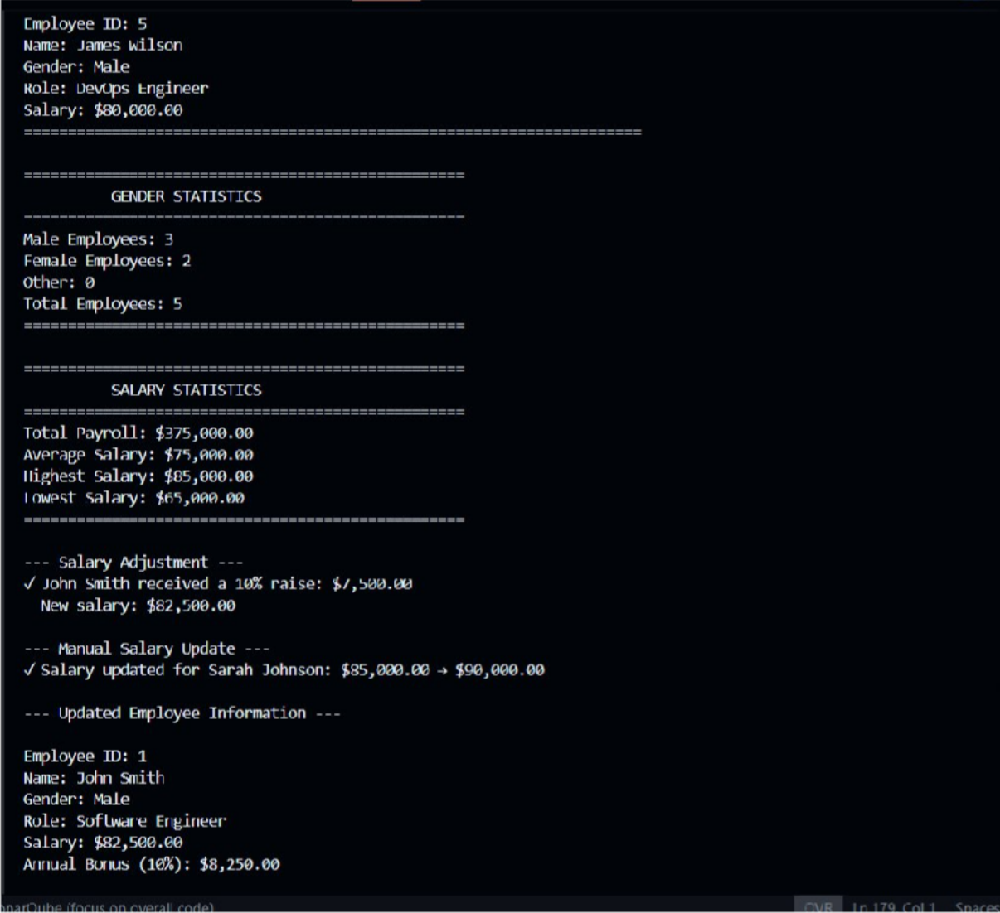 Employee ID: 5
Name: James Wilson
Gender: Male
Role: DevOps Engineer
Salary: $80,000.00
======================================================================
==================================================
GENDER STATISTICS
==================================================
Male Employees: 3
Female Employees: 2
Other: 0
Total Employees: 5
==================================================
==================================================
SALARY STATISTICS
==================================================
Total Payroll: $375,000.00
Average Salary: $75,000.00
Highest Salary: $85,000.00
Lowest Salary: $65,000.00
==================================================
--- Salary Adjustment ---
✓ John Smith received a 10% raise: $7,500.00
New salary: $82,500.00
--- Manual Salary Update ---
✓ Salary updated for Sarah Johnson: $85,000.00 → $90,000.00
--- Updated Employee Information ---
Employee ID: 1
Name: John Smith
Gender: Male
Role: Software Engineer
Salary: $82,500.00
Annual Bonus (10%): $8,250.00
onarQube (focus on overall code) OVR Ln 179, Col 1 Spaces